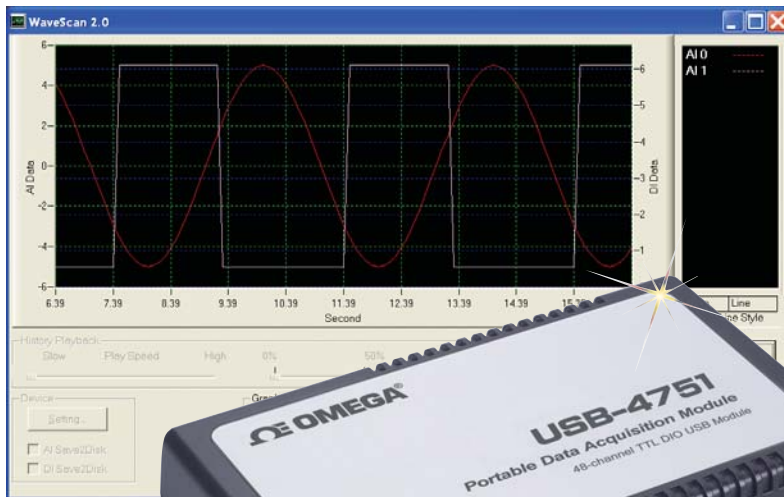 WaveScan 2.0
6
4
2
0
-2
-4
-6
AI Data
6
5
4
3
2
1
DI Data
6.39 7.39 8.39 9.39 10.39 11.39 12.39 13.39 14.39
Second
AI 0
AI 1
Line
Style
History Playback
Slow Play Speed High 0% 50%
Device
Setting...
AI Save2Disk
DI Save2Disk
OMEGA®
USB-4751
Portable Data Acquisition Module
48-channel TTL DIO USB Module